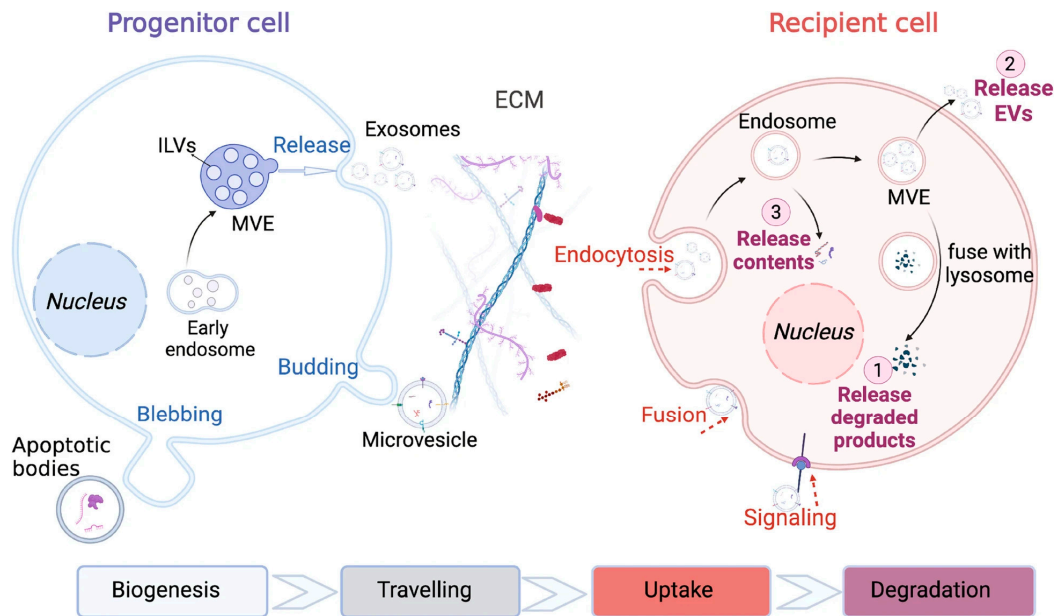 Progenitor cell
Recipient cell
ECM
Exosomes
ILVs
Release
MVE
Nucleus
Early
endosome
Budding
Blebbing
Microvesicle
Apoptotic
bodies
2
Release
EVs
Endosome
MVE
3
Release
contents
Endocytosis
fuse with
lysosome
Nucleus
1
Release
degraded
products
Fusion
Signaling
Biogenesis
Travelling
Uptake
Degradation